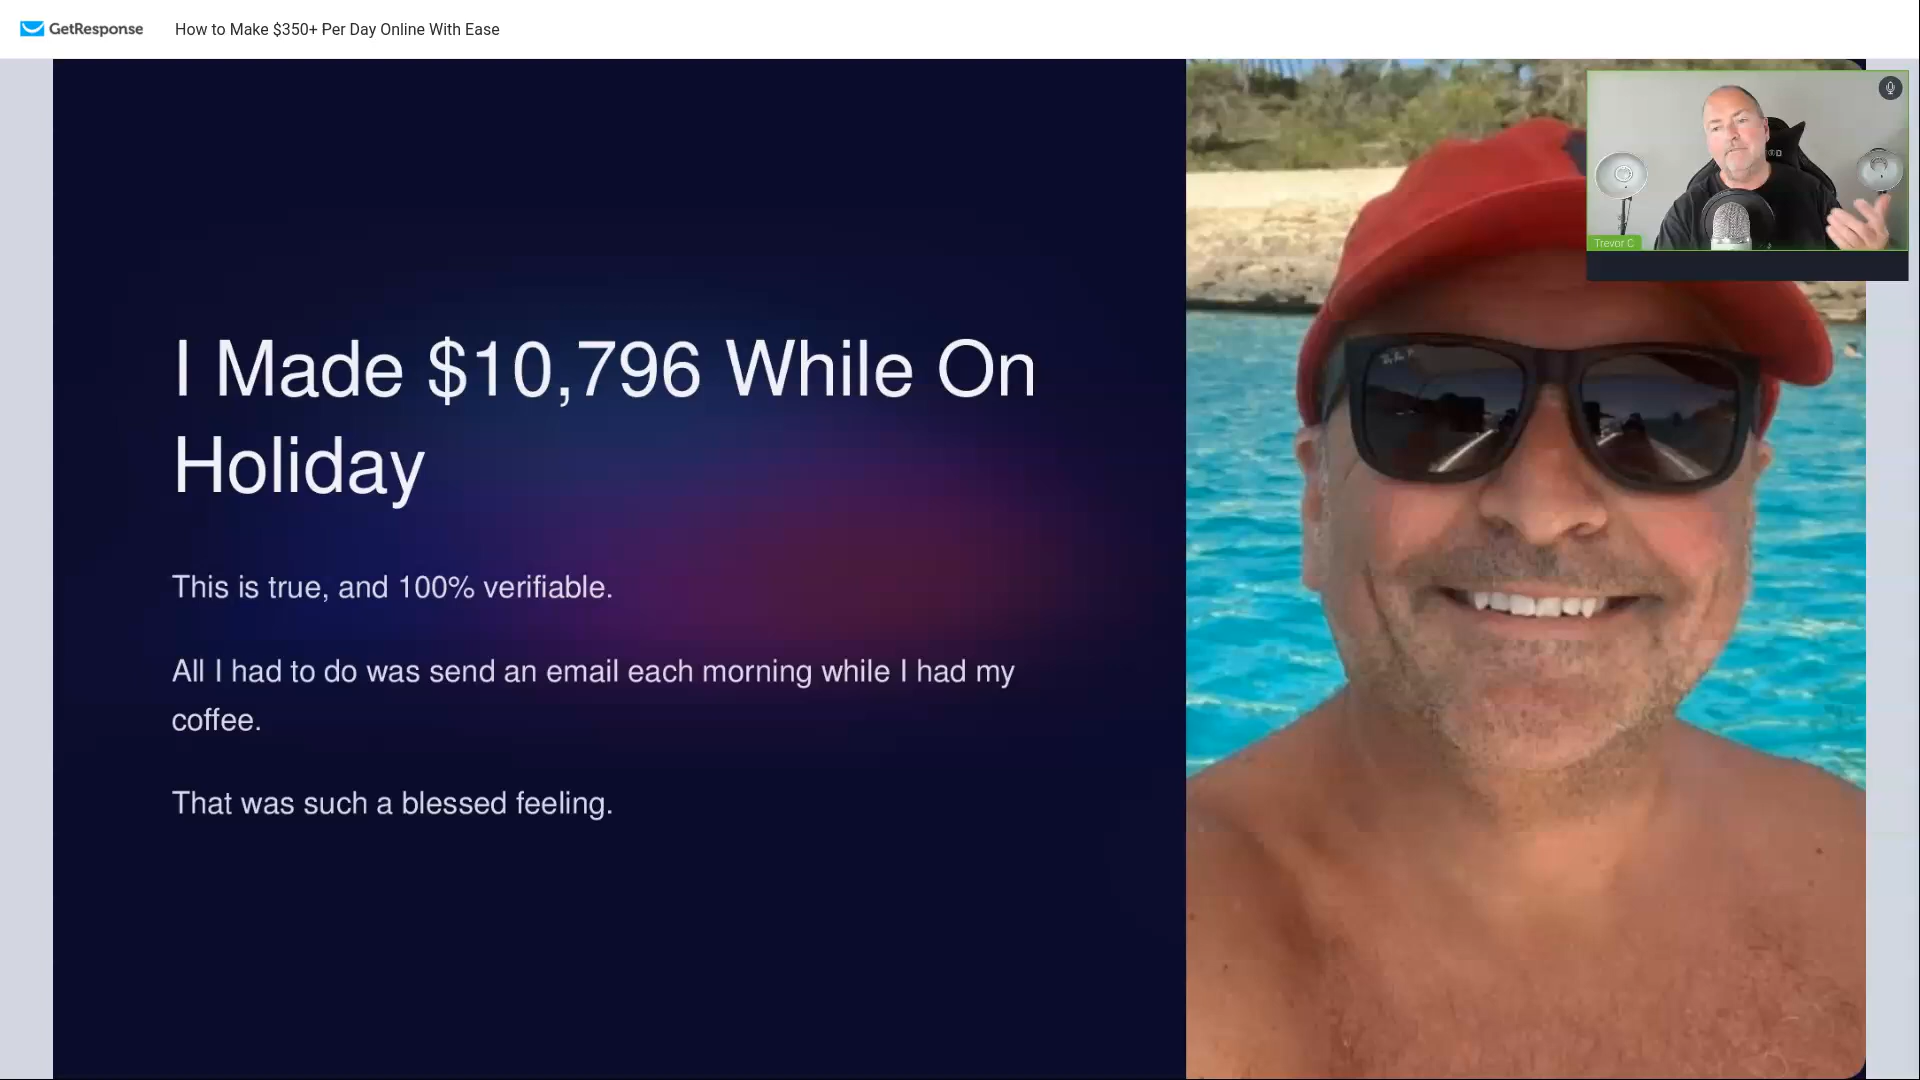 GetResponse
How to Make $350+ Per Day Online With Ease
I Made $10,796 While On
Holiday
This is true, and 100% verifiable.
All I had to do was send an email each morning while I had my
coffee.
That was such a blessed feeling.
Trevor C
Ray-Ban P